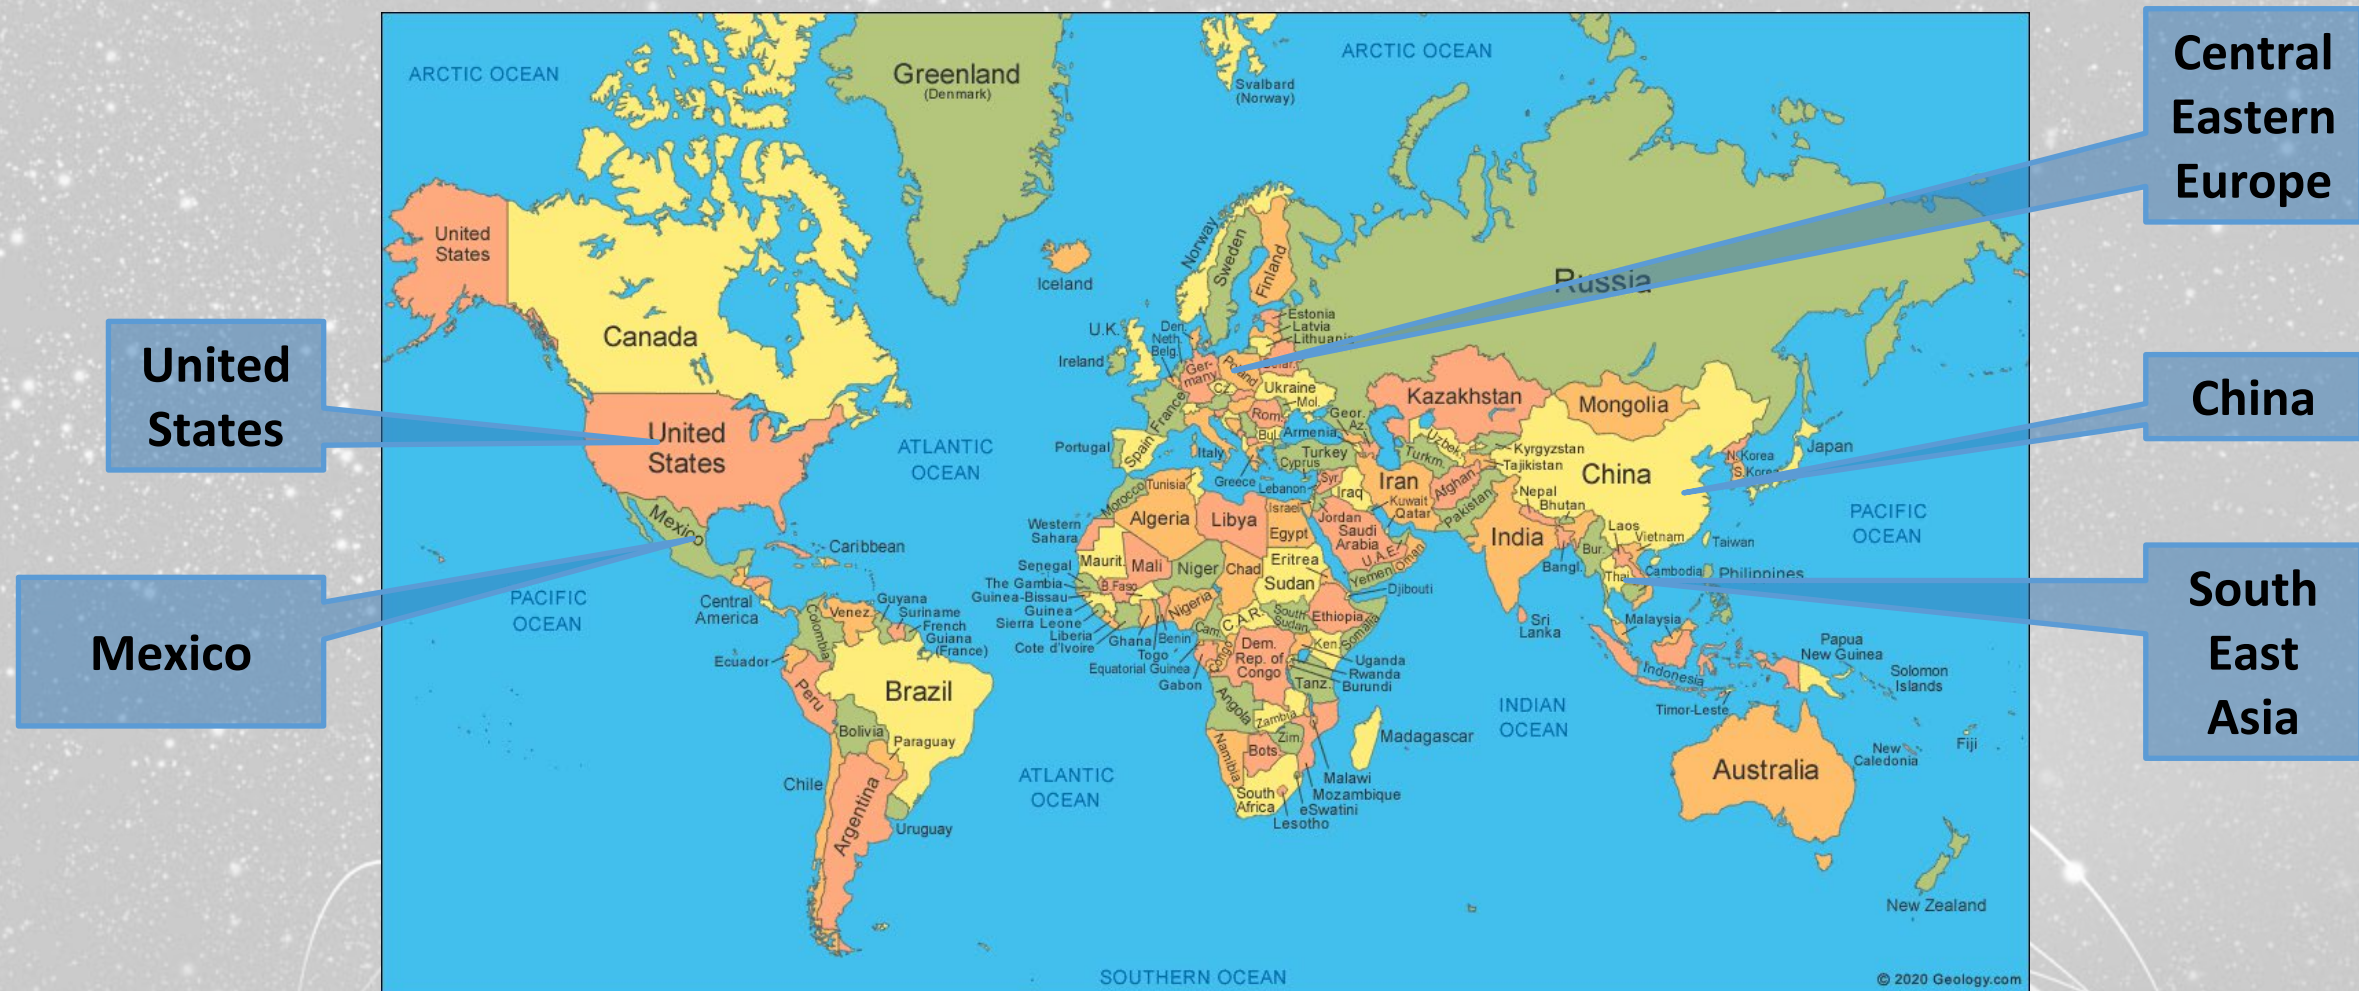 Central
Eastern
Europe
United
States
China
Mexico
South
East
Asia
ARCTIC OCEAN
Greenland
(Denmark)
Svalbard
(Norway)
ARCTIC OCEAN
United
States
Canada
Iceland
Norway
Sweden
Finland
Russia
Estonia
Latvia
Lithuania
U.K.
Ireland
Den.
Neth.
Belg.
Ger-
many
Poland
Belar.
CZ
Ukraine
Mol.
France
Rom.
Bul.
Portugal
Spain
Italy
Greece
Geor.
Az.
Armenia
Turkey
Cyprus
Lebanon
Syr.
Israel
Iraq
Jordan
Kuwait
Qatar
Iran
Saudi
Arabia
U.A.E.
Oman
Yemen
Kazakhstan
Uzbek.
Turkm.
Kyrgyzstan
Tajikistan
Afghan.
Pakistan
Mongolia
China
N. Korea
S.Korea
Japan
Nepal
Bhutan
India
Bangl.
Sri
Lanka
Bur.
Laos
Vietnam
Thai.
Cambodia
Taiwan
Philippines
Malaysia
Indonesia
Timor-Leste
Papua
New Guinea
Solomon
Islands
Fiji
New
Caledonia
Australia
New Zealand
United
States
Mexico
ATLANTIC
OCEAN
Caribbean
PACIFIC
OCEAN
Central
America
Guyana
Suriname
French
Guiana
(France)
Venez.
Colombia
Ecuador
Peru
Brazil
Bolivia
Paraguay
Chile
Argentina
Uruguay
Morocco
Tunisia
Algeria
Libya
Egypt
Western
Sahara
Maurit.
Mali
Niger
Chad
Eritrea
Sudan
Djibouti
Senegal
The Gambia
Guinea-Bissau
Guinea
Sierra Leone
Liberia
Cote d'Ivoire
B.Faso
Ghana
Togo
Benin
Nigeria
Equatorial Guinea
Gabon
Cam.
C.A.R.
South
Sudan
Ethiopia
Somalia
Congo
Dem.
Rep. of
Congo
Ken.
Uganda
Rwanda
Burundi
Tanz.
Angola
Zambia
Malawi
Mozambique
Zim.
Bots.
Namibia
South
Africa
eSwatini
Lesotho
Madagascar
ATLANTIC
OCEAN
INDIAN
OCEAN
PACIFIC
OCEAN
SOUTHERN OCEAN
© 2020 Geology.com